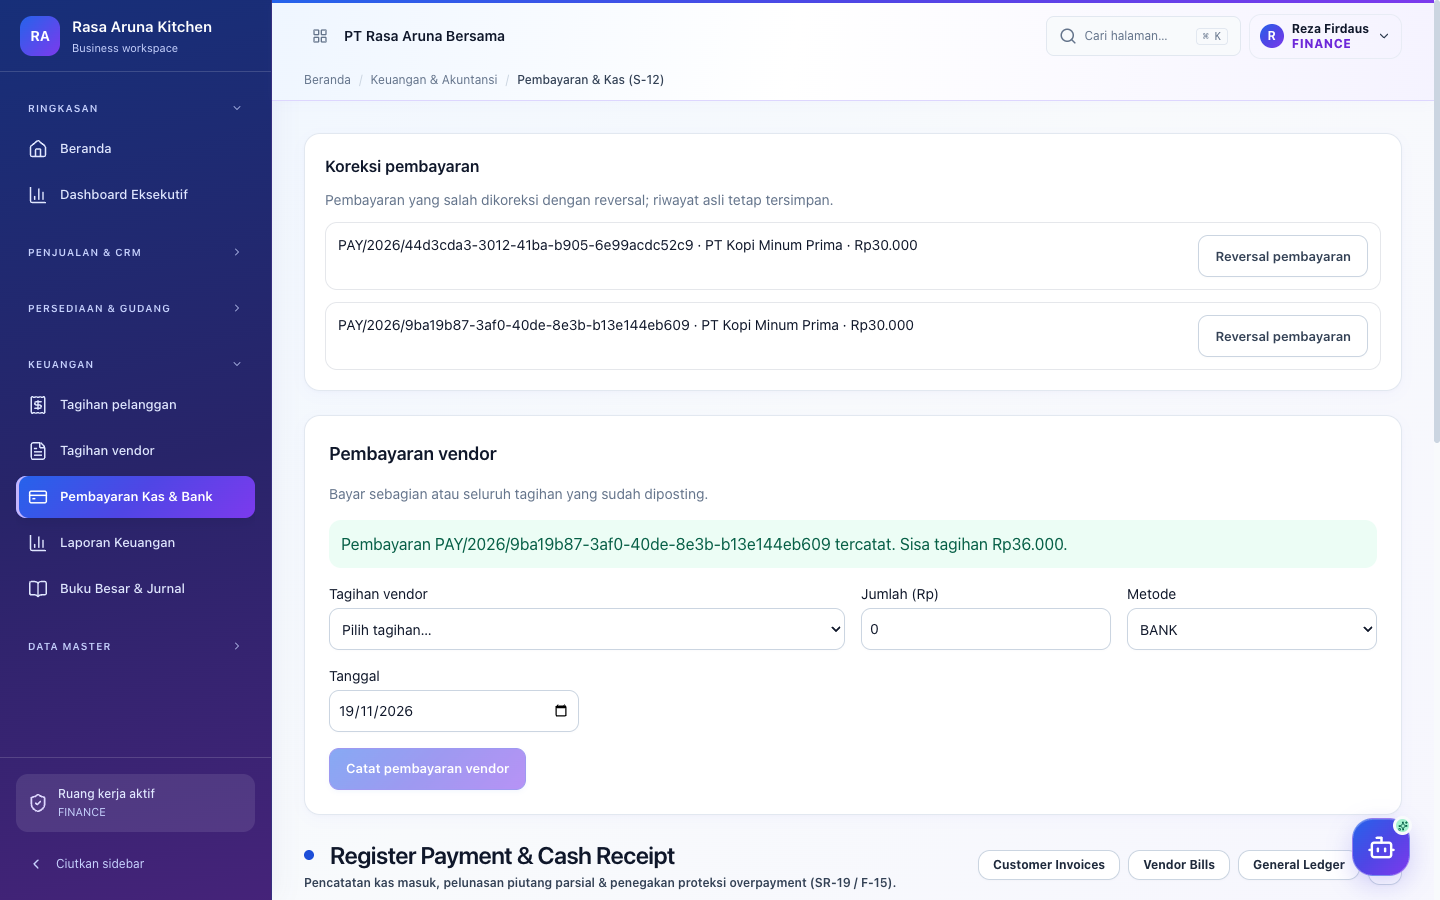 RA
Rasa Aruna Kitchen
Business workspace
RINGKASAN
Beranda
Dashboard Eksekutif
PENJUALAN & CRM
PERSEDIAAN & GUDANG
KEUANGAN
Tagihan pelanggan
Tagihan vendor
Pembayaran Kas & Bank
Laporan Keuangan
Buku Besar & Jurnal
DATA MASTER
Ruang kerja aktif
FINANCE
Ciutkan sidebar
PT Rasa Aruna Bersama
Cari halaman...
⌘ K
R
Reza Firdaus
FINANCE
Beranda / Keuangan & Akuntansi / Pembayaran & Kas (S-12)
Koreksi pembayaran
Pembayaran yang salah dikoreksi dengan reversal; riwayat asli tetap tersimpan.
PAY/2026/44d3cda3-3012-41ba-b905-6e99acdc52c9 · PT Kopi Minum Prima · Rp30.000
Reversal pembayaran
PAY/2026/9ba19b87-3af0-40de-8e3b-b13e144eb609 · PT Kopi Minum Prima · Rp30.000
Reversal pembayaran
Pembayaran vendor
Bayar sebagian atau seluruh tagihan yang sudah diposting.
Pembayaran PAY/2026/9ba19b87-3af0-40de-8e3b-b13e144eb609 tercatat. Sisa tagihan Rp36.000.
Tagihan vendor
Jumlah (Rp)
Metode
Pilih tagihan...
0
BANK
Tanggal
19/11/2026
Catat pembayaran vendor
Register Payment & Cash Receipt
Customer Invoices
Vendor Bills
General Ledger
Pencatatan kas masuk, pelunasan piutang parsial & penegakan proteksi overpayment (SR-19 / F-15).